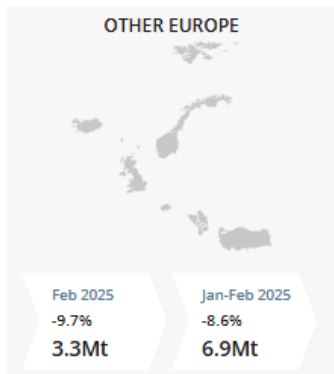 OTHER EUROPE
Feb 2025
-9.7%
3.3Mt
Jan-Feb 2025
-8.6%
6.9Mt